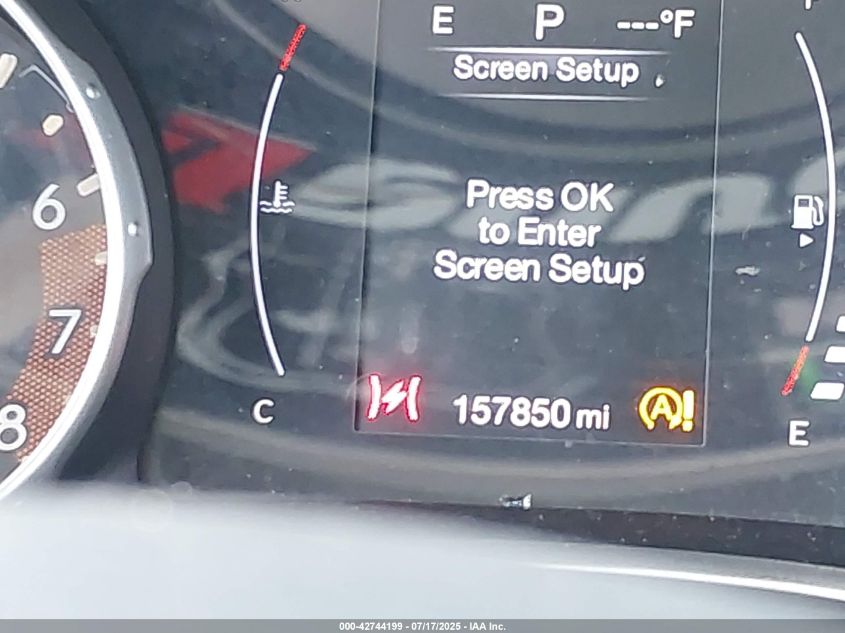 E P ---°F
Screen Setup
Press OK
to Enter
Screen Setup
6
7
8
C
157850 mi
A!
E
000-42744199 - 07/17/2025 - IAA Inc.